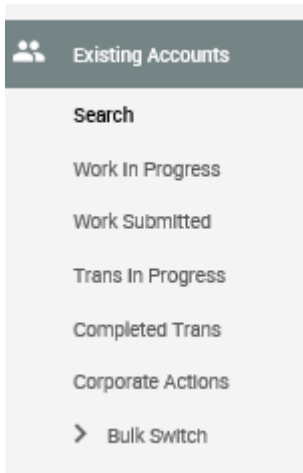 Existing Accounts
Search
Work In Progress
Work Submitted
Trans In Progress
Completed Trans
Corporate Actions
Bulk Switch